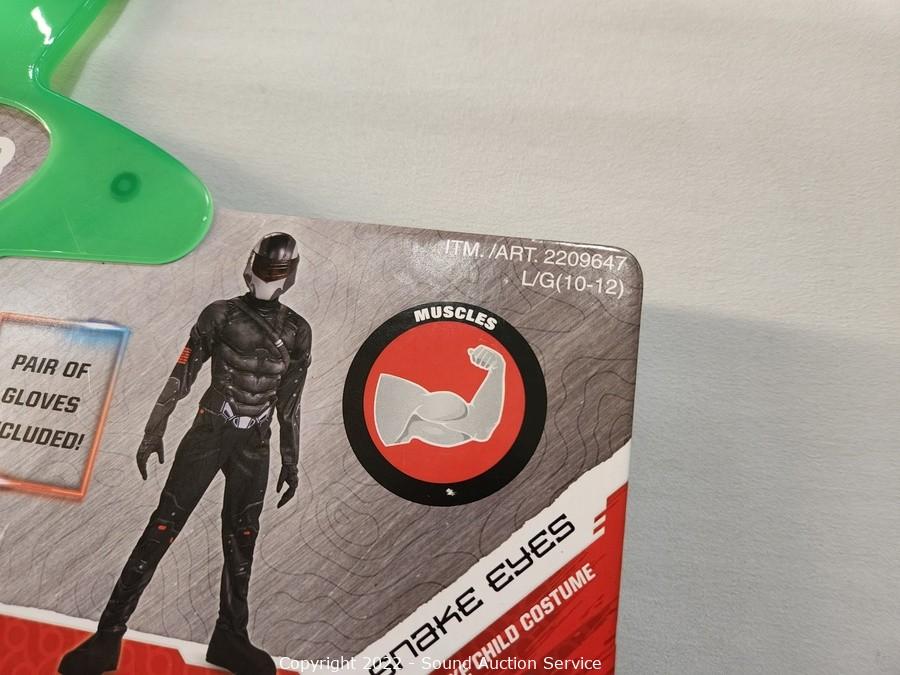 ITM. /ART. 2209647
L/G(10-12)
MUSCLES
PAIR OF
GLOVES
SNAKE EYES
CHILD COSTUME
Copyright 2022 - Sound Auction Service